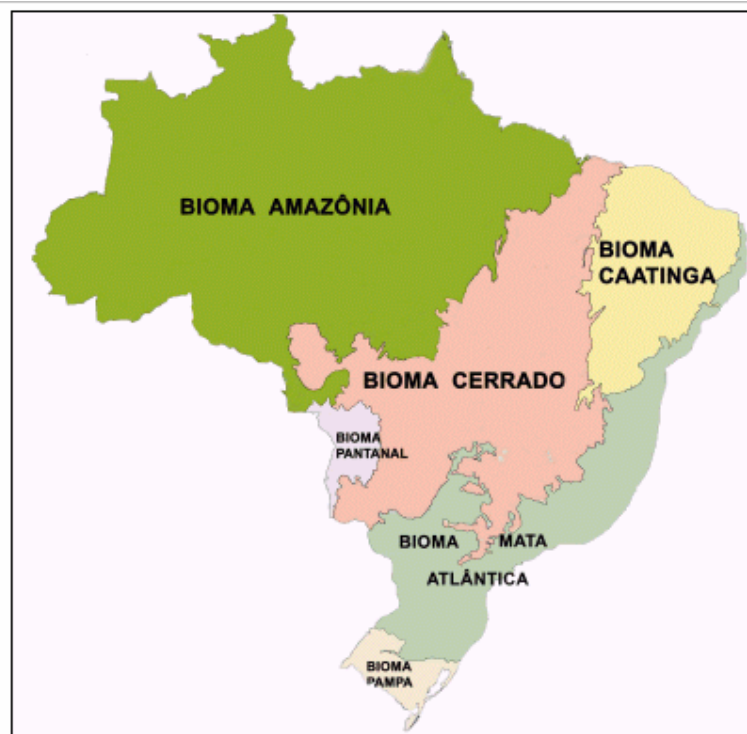 BIOMA AMAZÔNIA
BIOMA
CAATINGA
BIOMA CERRADO
BIOMA
PANTANAL
BIOMA MATA
ATLÂNTICA
BIOMA
PAMPA